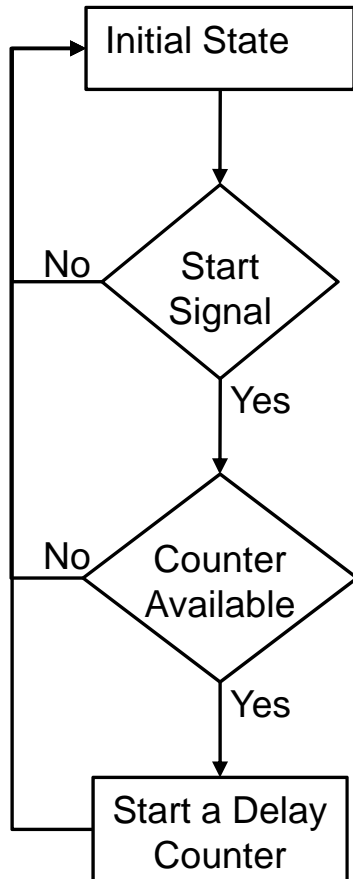 Initial State
No
Start
Signal
Yes
No
Counter
Available
Yes
Start a Delay
Counter